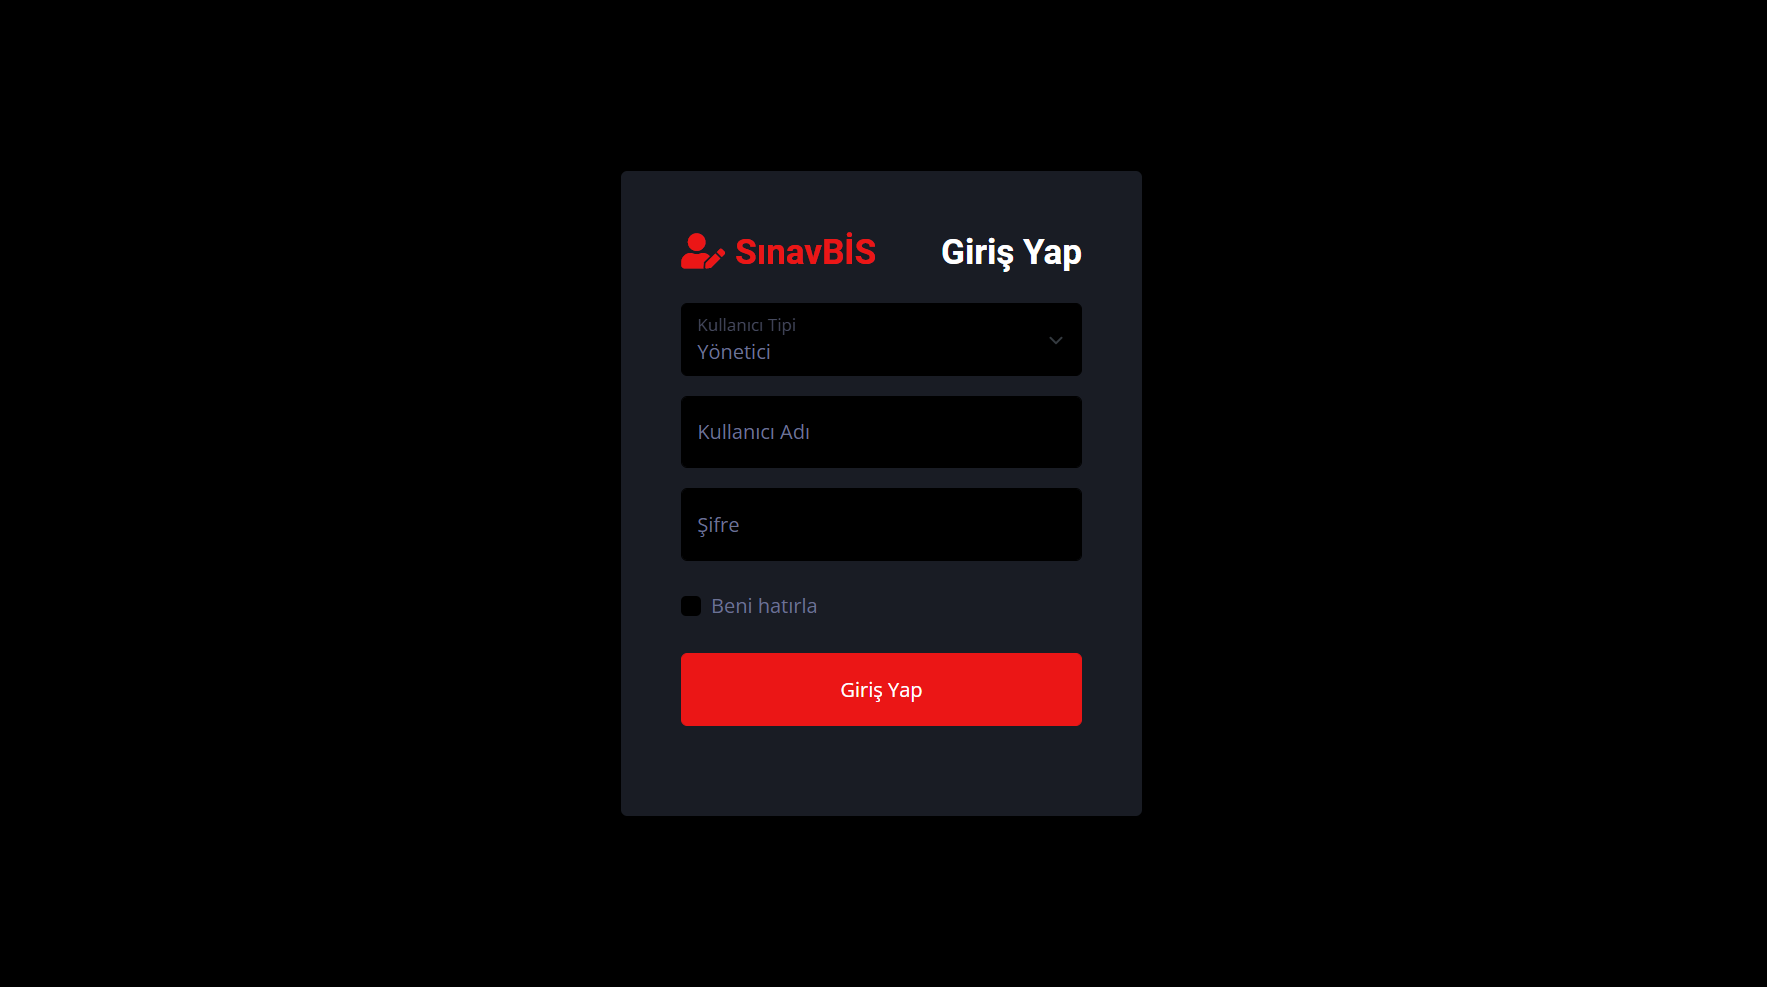 SınavBİS
Giriş Yap
Kullanıcı Tipi
Yönetici
Kullanıcı Adı
Şifre
Beni hatırla
Giriş Yap